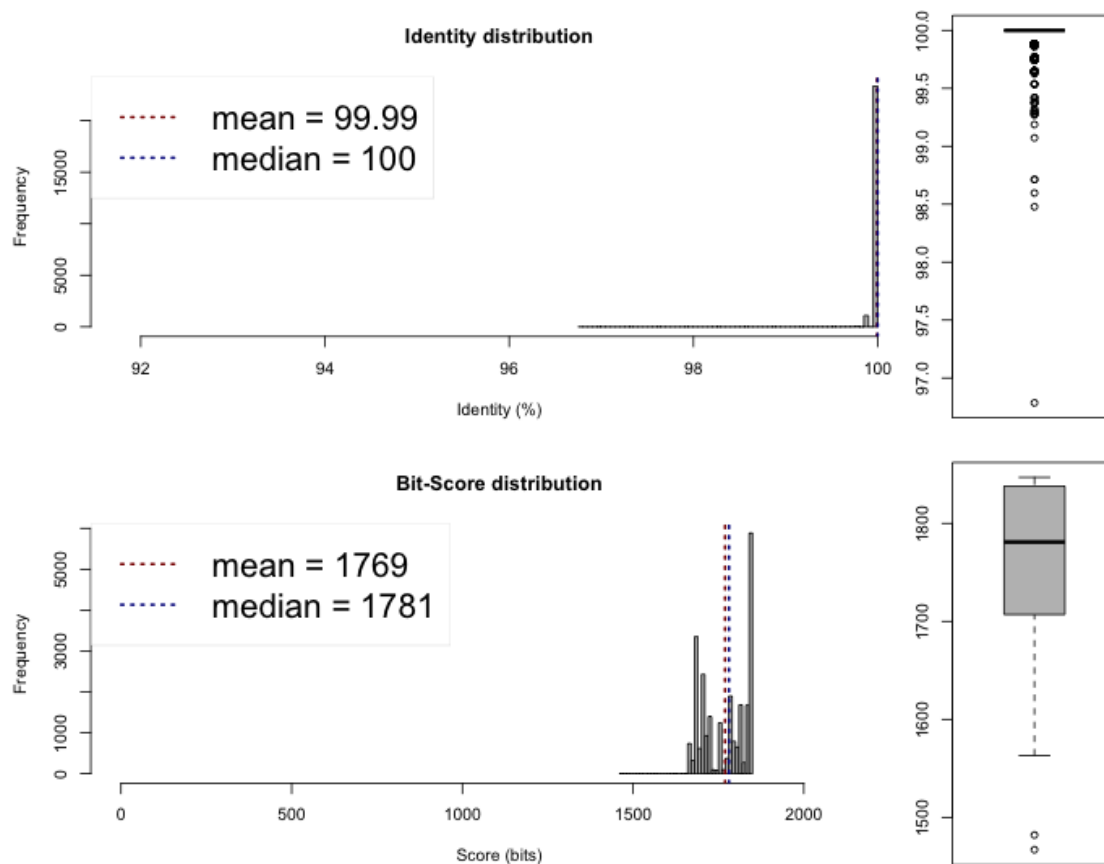 Identity distribution
mean = 99.99
median = 100
Frequency
0
5000
15000
92
94
96
98
100
Identity (%)
100.0
99.5
99.0
98.5
98.0
97.5
97.0
Bit-Score distribution
mean = 1769
median = 1781
Frequency
0
1000
3000
5000
0
500
1000
1500
2000
Score (bits)
1800
1700
1600
1500